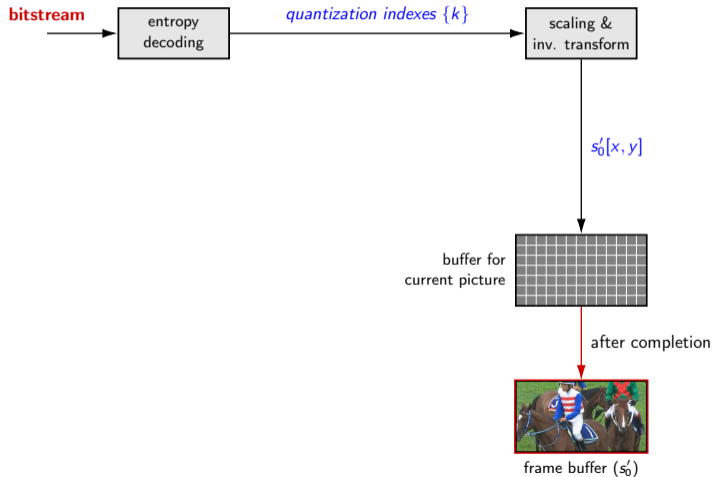 bitstream
entropy
decoding
quantization indexes {k}
scaling &
inv. transform
s′₀[x, y]
buffer for
current picture
after completion
frame buffer (s′₀)